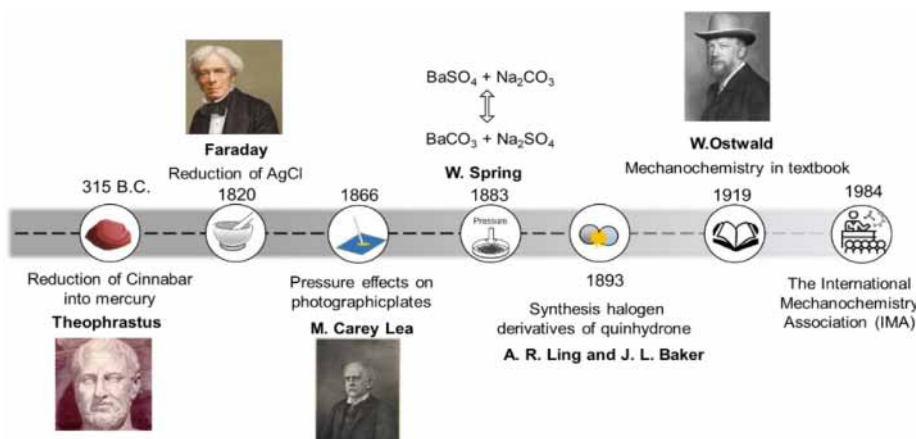 315 B.C.
Reduction of Cinnabar
into mercury
Theophrastus
Faraday
Reduction of AgCl
1820
1866
Pressure effects on
photographicplates
M. Carey Lea
BaSO₄ + Na₂CO₃
BaCO₃ + Na₂SO₄
W. Spring
1883
Pressure
1893
Synthesis halogen
derivatives of quinhydrone
A. R. Ling and J. L. Baker
W.Ostwald
Mechanochemistry in textbook
1919
1984
The International
Mechanochemistry
Association (IMA)